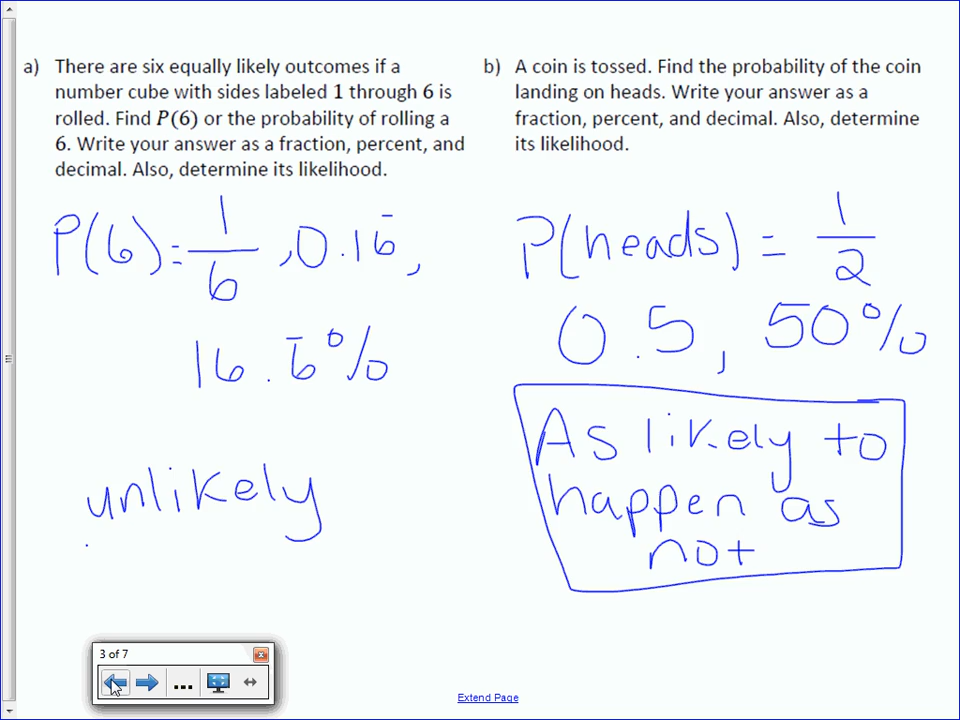 a) There are six equally likely outcomes if a
number cube with sides labeled 1 through 6 is
rolled. Find P(6) or the probability of rolling a
6. Write your answer as a fraction, percent, and
decimal. Also, determine its likelihood.
P(6) = 1/6, 0.16̅,
16.6̅%
unlikely
b) A coin is tossed. Find the probability of the coin
landing on heads. Write your answer as a
fraction, percent, and decimal. Also, determine
its likelihood.
P(heads) = 1/2
0.5, 50%
As likely to
happen as
not
3 of 7
...
Extend Page